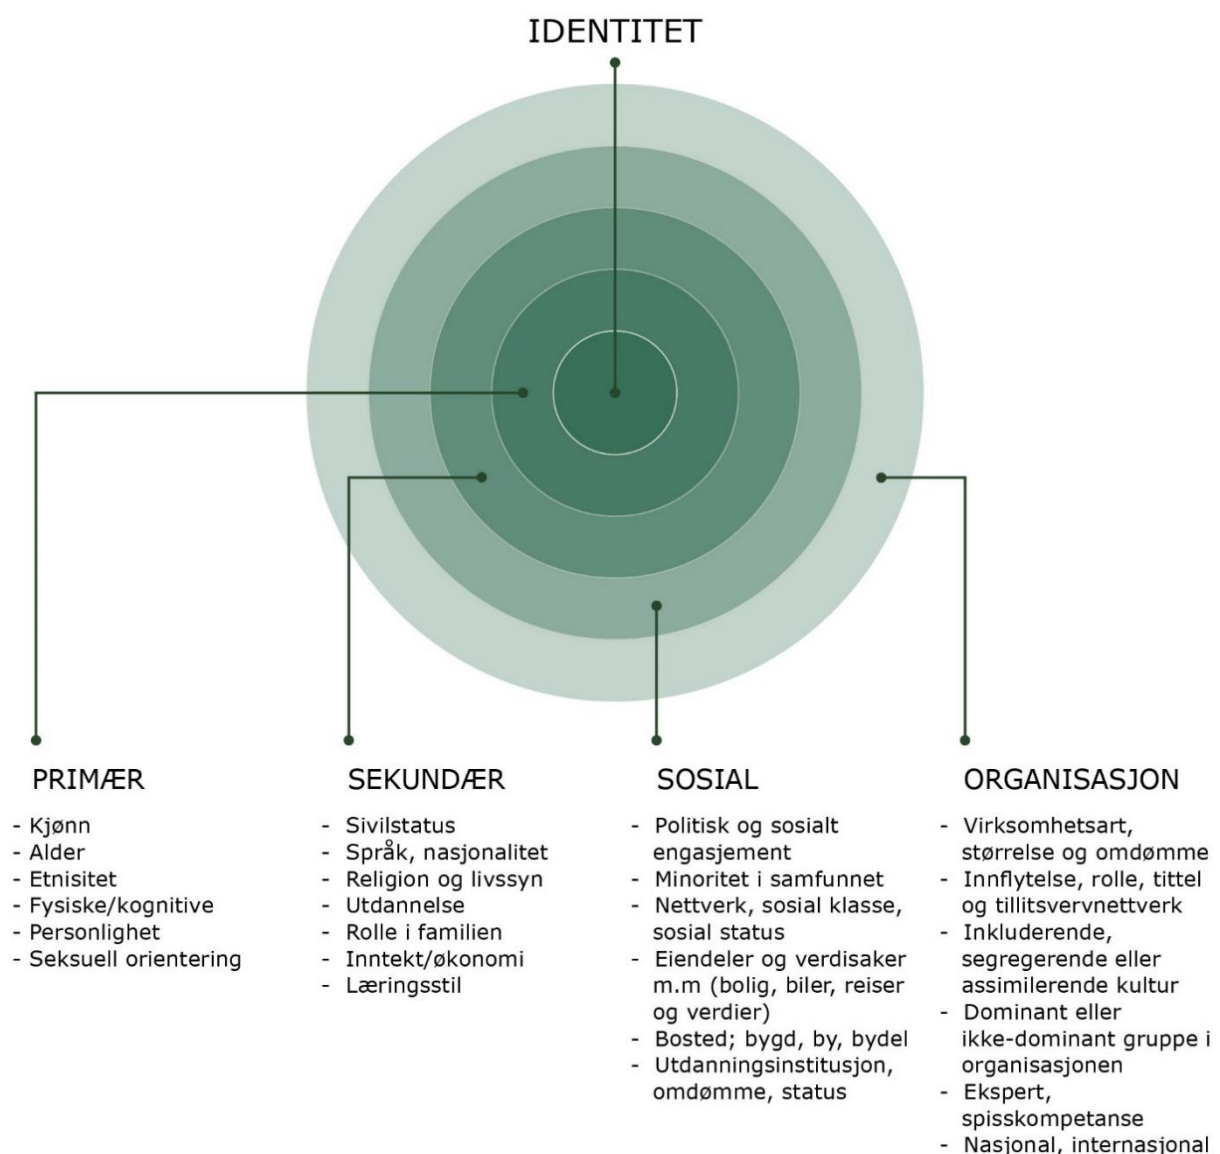 IDENTITET
PRIMÆR
- Kjønn
- Alder
- Etnisitet
- Fysiske/kognitive
- Personlighet
- Seksuell orientering
SEKUNDÆR
- Sivilstatus
- Språk, nasjonalitet
- Religion og livssyn
- Utdannelse
- Rolle i familien
- Inntekt/økonomi
- Læringsstil
SOSIAL
- Politisk og sosialt
engasjement
- Minoritet i samfunnet
- Nettverk, sosial klasse,
sosial status
- Eiendeler og verdisaker
m.m (bolig, biler, reiser
og verdier)
- Bosted; bygd, by, bydel
- Utdanningsinstitusjon,
omdømme, status
ORGANISASJON
- Virksomhetsart,
størrelse og omdømme
- Innflytelse, rolle, tittel
og tillitsvervnettverk
- Inkluderende,
segregerende eller
assimilerende kultur
- Dominant eller
ikke-dominant gruppe i
organisasjonen
- Ekspert,
spisskompetanse
- Nasjonal, internasjonal